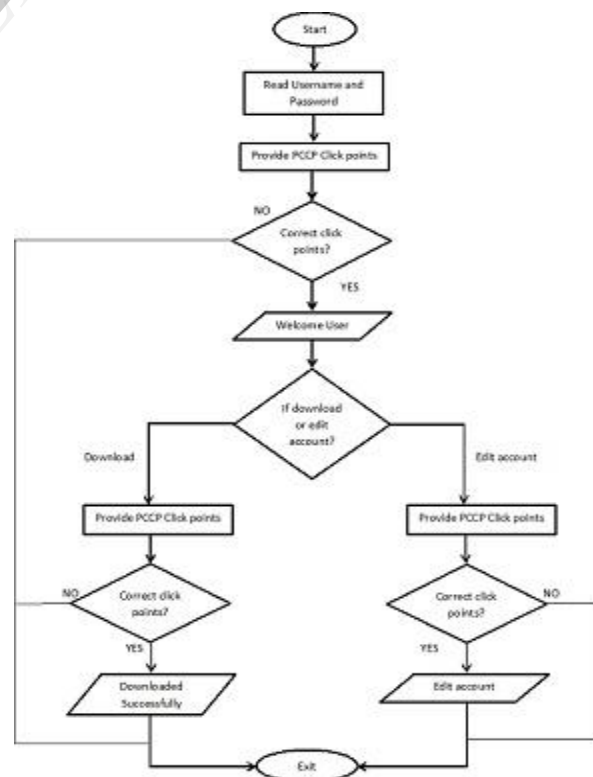 Start
Read Username and
Password
Provide PCCP Click points
NO
Correct click
points?
YES
Welcome User
If download
or edit
account?
Download
Edit account
Provide PCCP Click points
Provide PCCP Click points
NO
Correct click
points?
Correct click
points?
NO
YES
YES
Downloaded
Successfully
Edit account
Exit